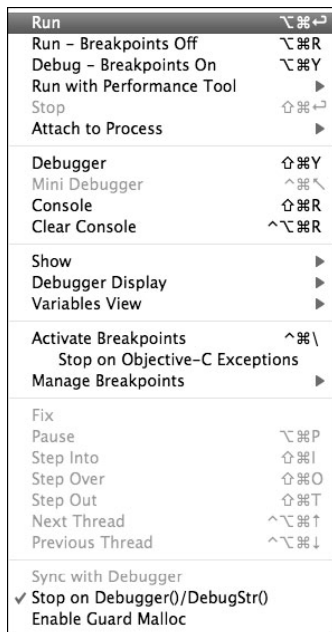 Run ⌥⌘↩
Run – Breakpoints Off ⌥⌘R
Debug – Breakpoints On ⌥⌘Y
Run with Performance Tool ▶
Stop ⇧⌘↩
Attach to Process ▶
Debugger ⇧⌘Y
Mini Debugger ^⌘↖
Console ⇧⌘R
Clear Console ^⌥⌘R
Show ▶
Debugger Display ▶
Variables View ▶
Activate Breakpoints ^⌘\
Stop on Objective-C Exceptions
Manage Breakpoints ▶
Fix
Pause ⌥⌘P
Step Into ⇧⌘I
Step Over ⇧⌘O
Step Out ⇧⌘T
Next Thread ^⌥⌘↑
Previous Thread ^⌥⌘↓
Sync with Debugger
✓ Stop on Debugger()/DebugStr()
Enable Guard Malloc